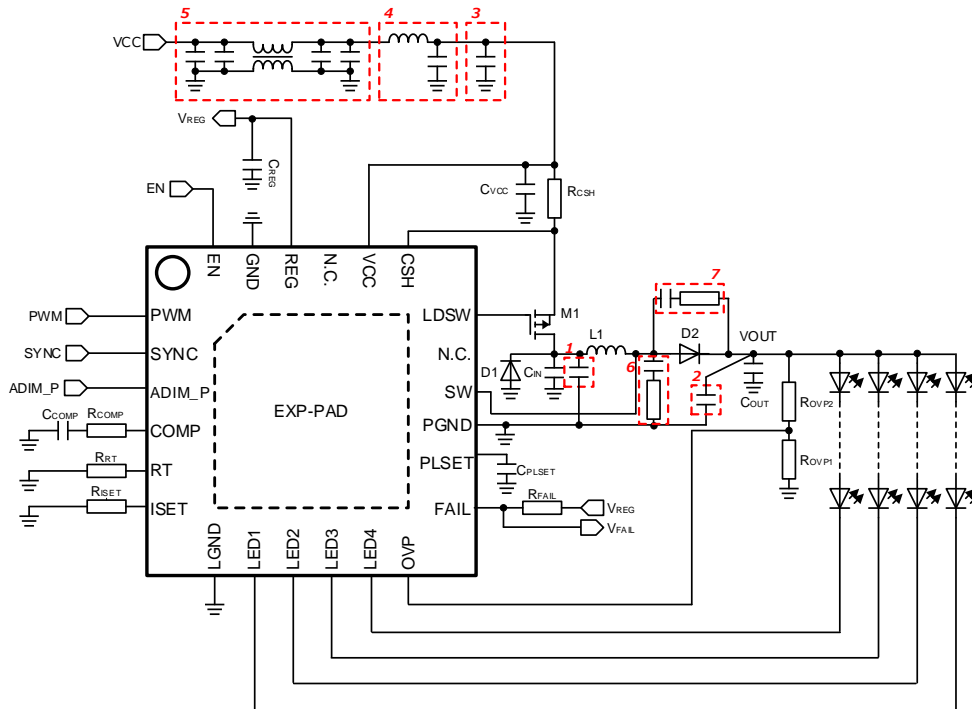 5 4 3
VCC
VREG
CREG
EN
CVCC RCSH
EN GND REG N.C. VCC CSH
7
PWM PWM LDSW M1
SYNC SYNC N.C. L1 D2 VOUT
1
D1 CIN 6 2
ADIM_P ADIM_P SW COUT ROVP2
CCOMP RCOMP COMP EXP-PAD PGND
RRT RT PLSET CPLSET ROVP1
RISET ISET FAIL RFAIL VREG
VFAIL
LGND LED1 LED2 LED3 LED4 OVP